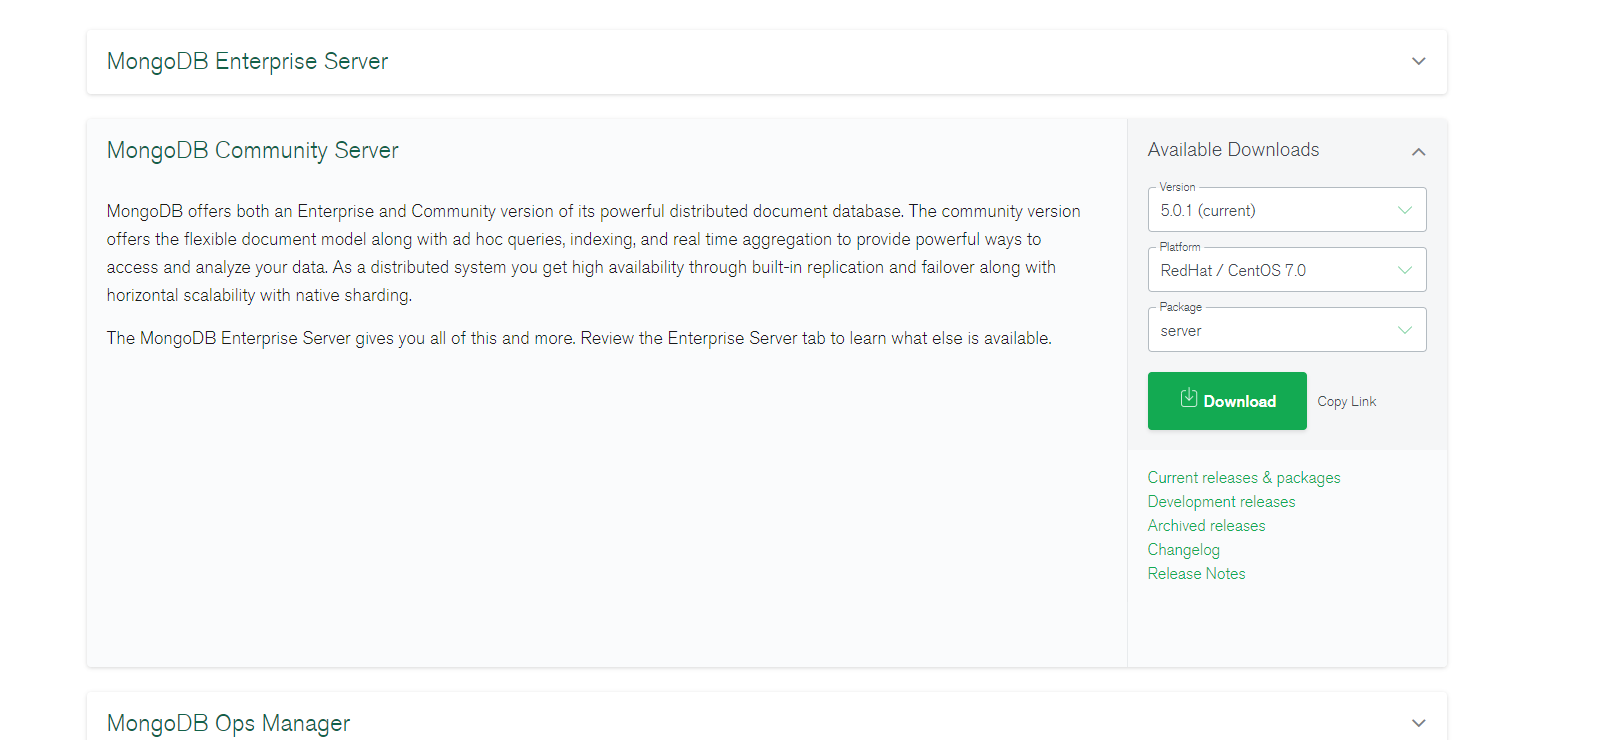 MongoDB Enterprise Server
MongoDB Community Server
MongoDB offers both an Enterprise and Community version of its powerful distributed document database. The community version
offers the flexible document model along with ad hoc queries, indexing, and real time aggregation to provide powerful ways to
access and analyze your data. As a distributed system you get high availability through built-in replication and failover along with
horizontal scalability with native sharding.
The MongoDB Enterprise Server gives you all of this and more. Review the Enterprise Server tab to learn what else is available.
Available Downloads
Version
5.0.1 (current)
Platform
RedHat / CentOS 7.0
Package
server
Download
Copy Link
Current releases & packages
Development releases
Archived releases
Changelog
Release Notes
MongoDB Ops Manager